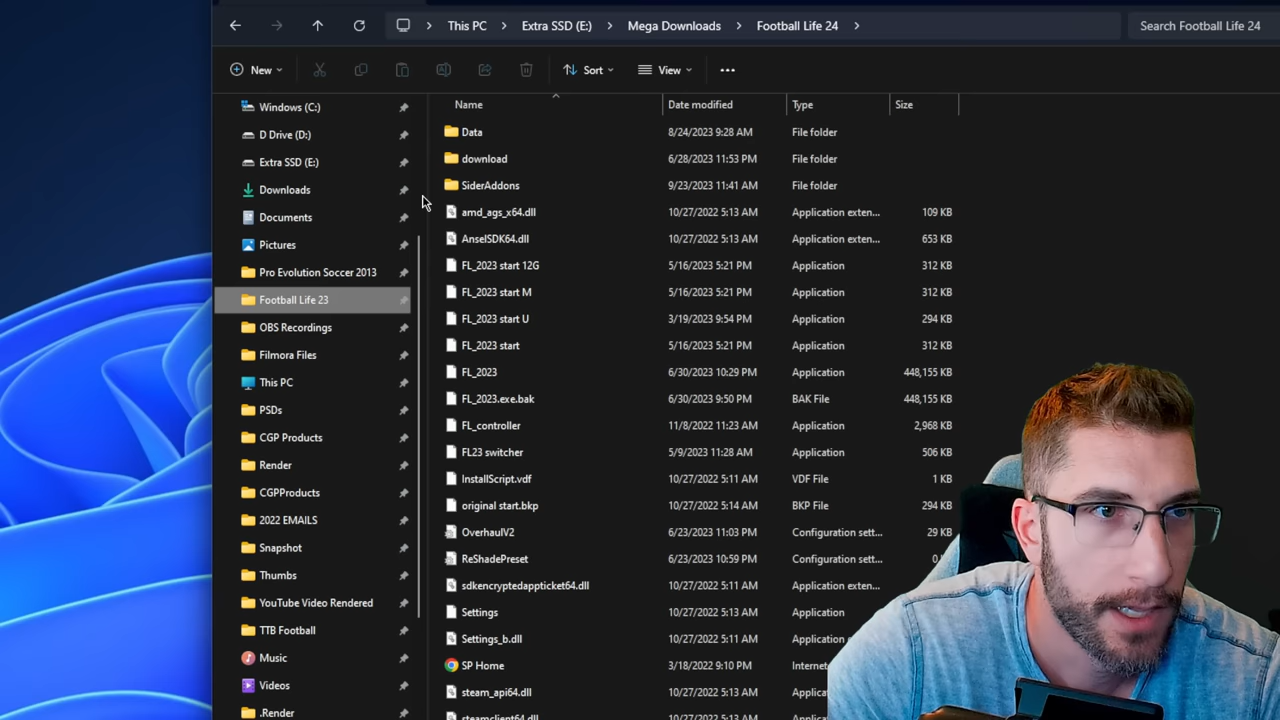 This PC > Extra SSD (E:) > Mega Downloads > Football Life 24 >
Search Football Life 24
New
Sort
View
Windows (C:)
D Drive (D:)
Extra SSD (E:)
Downloads
Documents
Pictures
Pro Evolution Soccer 2013
Football Life 23
OBS Recordings
Filmora Files
This PC
PSDs
CGP Products
Render
CGPProducts
2022 EMAILS
Snapshot
Thumbs
YouTube Video Rendered
TTB Football
Music
Videos
.Render
Name Date modified Type Size
Data 8/24/2023 9:28 AM File folder
download 6/28/2023 11:53 PM File folder
SiderAddons 9/23/2023 11:41 AM File folder
amd_ags_x64.dll 10/27/2022 5:13 AM Application exten... 109 KB
AnselSDK64.dll 10/27/2022 5:13 AM Application exten... 653 KB
FL_2023 start 12G 5/16/2023 5:21 PM Application 312 KB
FL_2023 start M 5/16/2023 5:21 PM Application 312 KB
FL_2023 start U 3/19/2023 9:54 PM Application 294 KB
FL_2023 start 5/16/2023 5:21 PM Application 312 KB
FL_2023 6/30/2023 10:29 PM Application 448,155 KB
FL_2023.exe.bak 6/30/2023 9:50 PM BAK File 448,155 KB
FL_controller 11/8/2022 11:23 AM Application 2,968 KB
FL23 switcher 5/9/2023 11:28 AM Application 506 KB
InstallScript.vdf 10/27/2022 5:11 AM VDF File 1 KB
original start.bkp 10/27/2022 5:14 AM BKP File 294 KB
OverhaulV2 6/23/2023 11:03 PM Configuration sett... 29 KB
ReShadePreset 6/23/2023 10:59 PM Configuration sett...
sdkencryptedappticket64.dll 10/27/2022 5:11 AM Application exten...
Settings 10/27/2022 5:13 AM Application
Settings_b.dll 10/27/2022 5:11 AM Application exten...
SP Home 3/18/2022 9:10 PM
steam_api64.dll 10/27/2022 5:13 AM
steamclient64.dll 10/27/2022 5:13 AM